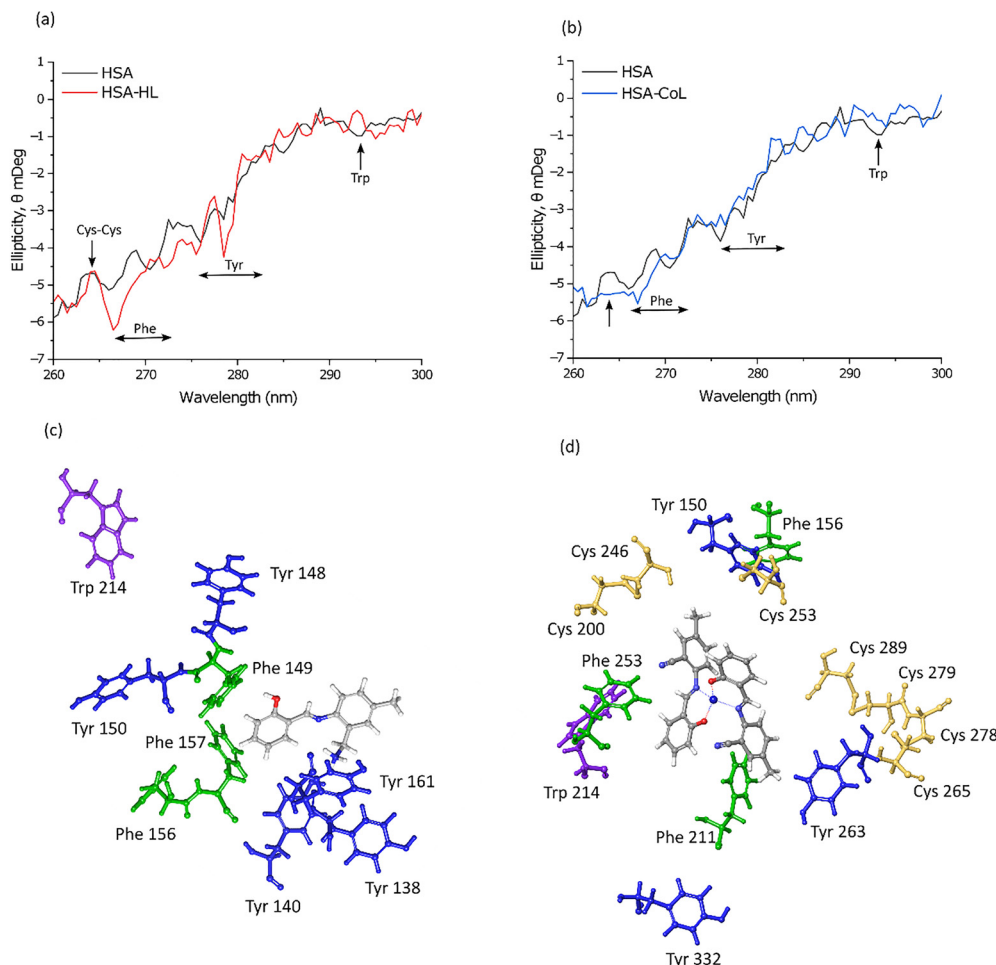 (a)
(b)
1
0
−1
−2
−3
−4
−5
−6
−7
Ellipticity, θ mDeg
HSA
HSA-HL
Cys-Cys
Trp
Tyr
Phe
260
270
280
290
300
Wavelength (nm)
1
0
−1
−2
−3
−4
−5
−6
−7
Ellipticity, θ mDeg
HSA
HSA-CoL
Trp
Tyr
Phe
260
270
280
290
300
Wavelength (nm)
(c)
Trp 214
Tyr 148
Phe 149
Tyr 150
Phe 157
Tyr 161
Phe 156
Tyr 138
Tyr 140
(d)
Tyr 150
Phe 156
Cys 246
Cys 253
Cys 200
Cys 289
Phe 253
Cys 279
Cys 278
Trp 214
Cys 265
Phe 211
Tyr 263
Tyr 332